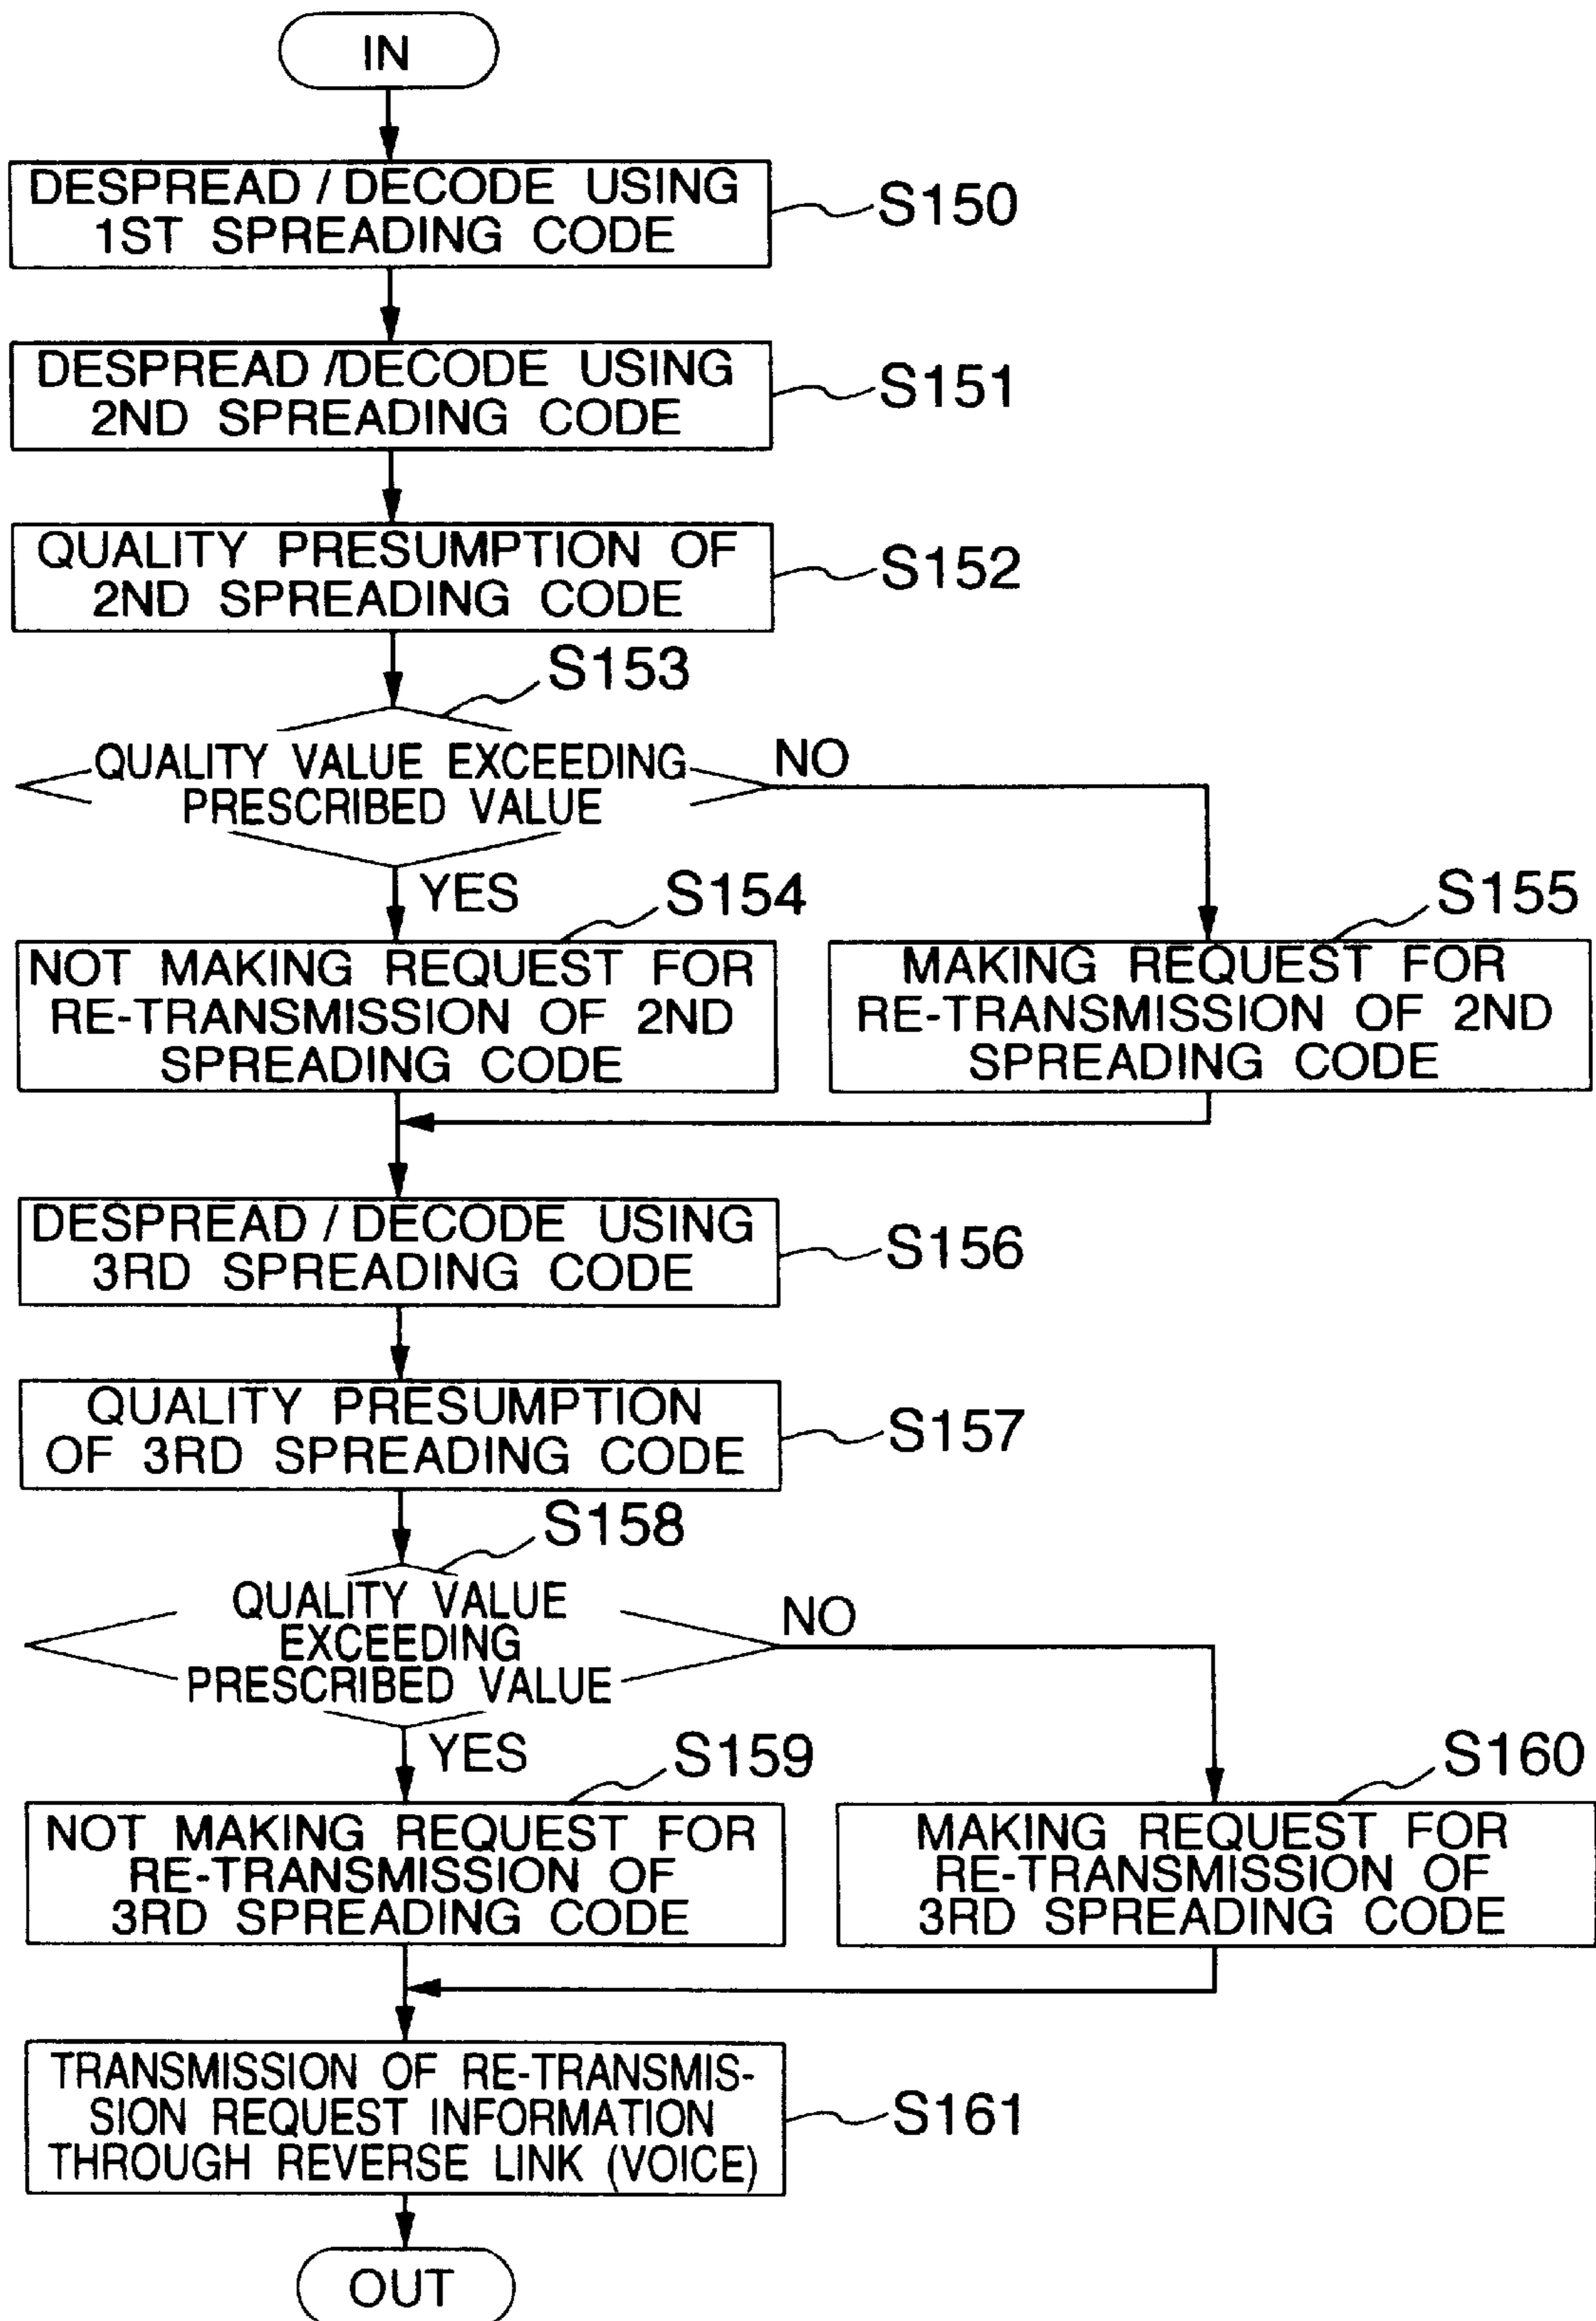 IN
DESPREAD / DECODE USING
1ST SPREADING CODE
S150
DESPREAD /DECODE USING
2ND SPREADING CODE
S151
QUALITY PRESUMPTION OF
2ND SPREADING CODE
S152
S153
QUALITY VALUE EXCEEDING
PRESCRIBED VALUE
NO
YES
S154
NOT MAKING REQUEST FOR
RE-TRANSMISSION OF 2ND
SPREADING CODE
S155
MAKING REQUEST FOR
RE-TRANSMISSION OF 2ND
SPREADING CODE
DESPREAD / DECODE USING
3RD SPREADING CODE
S156
QUALITY PRESUMPTION
OF 3RD SPREADING CODE
S157
S158
QUALITY VALUE
EXCEEDING
PRESCRIBED VALUE
NO
YES
S159
NOT MAKING REQUEST FOR
RE-TRANSMISSION OF
3RD SPREADING CODE
S160
MAKING REQUEST FOR
RE-TRANSMISSION OF
3RD SPREADING CODE
TRANSMISSION OF RE-TRANSMIS-
SION REQUEST INFORMATION
THROUGH REVERSE LINK (VOICE)
S161
OUT